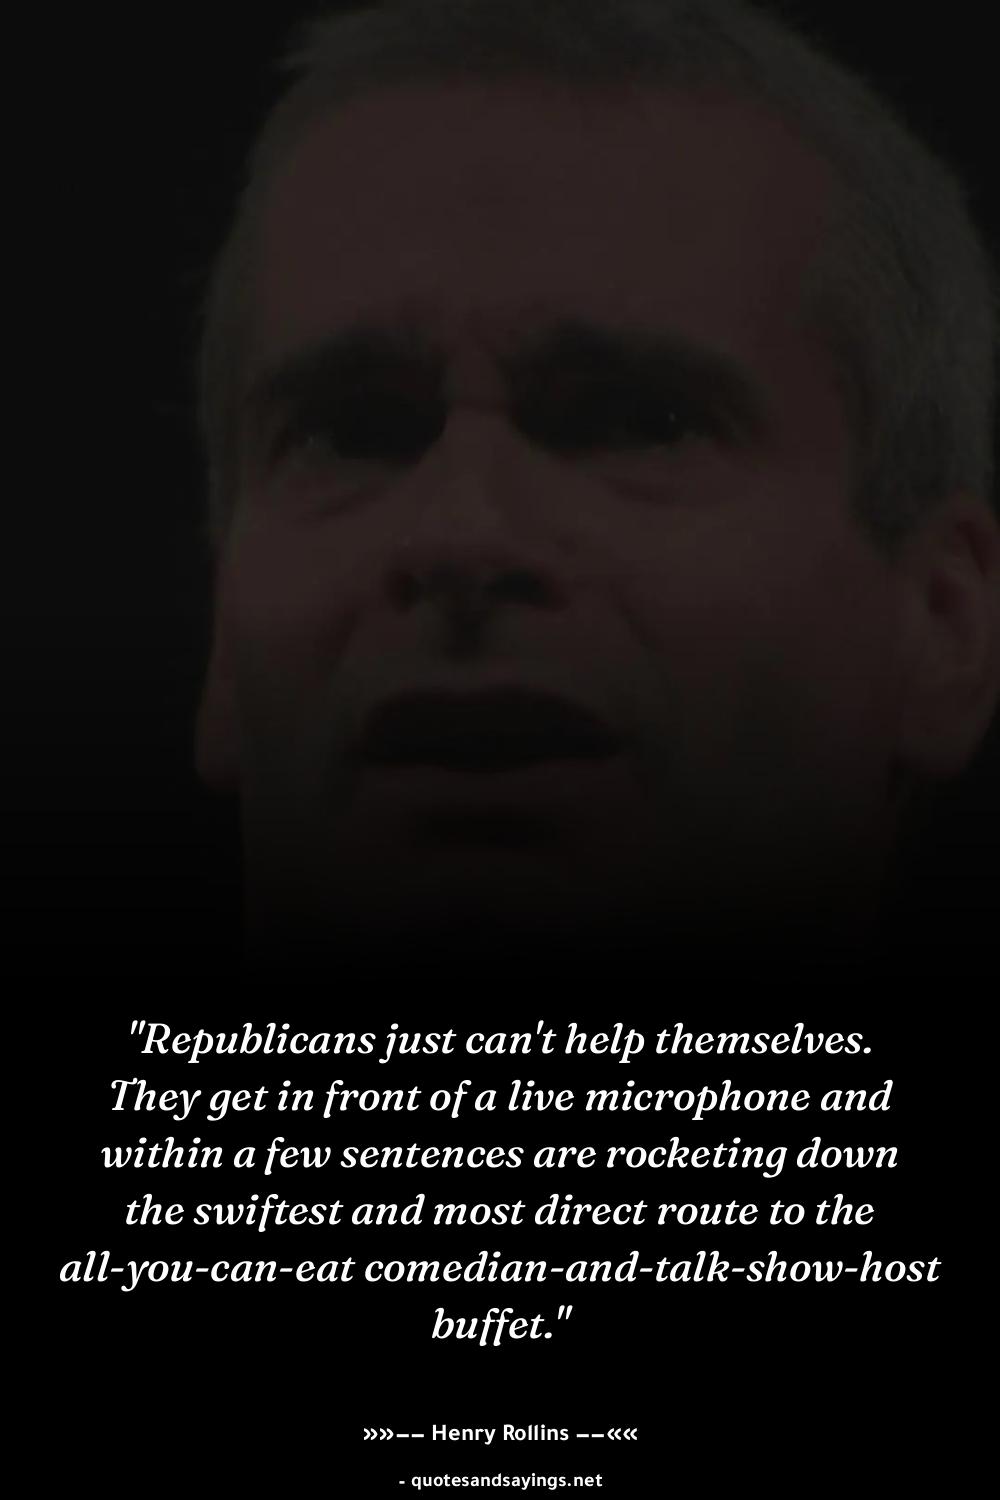 "Republicans just can't help themselves.
They get in front of a live microphone and
within a few sentences are rocketing down
the swiftest and most direct route to the
all-you-can-eat comedian-and-talk-show-host
buffet."
»»–– Henry Rollins ––««
- quotesandsayings.net